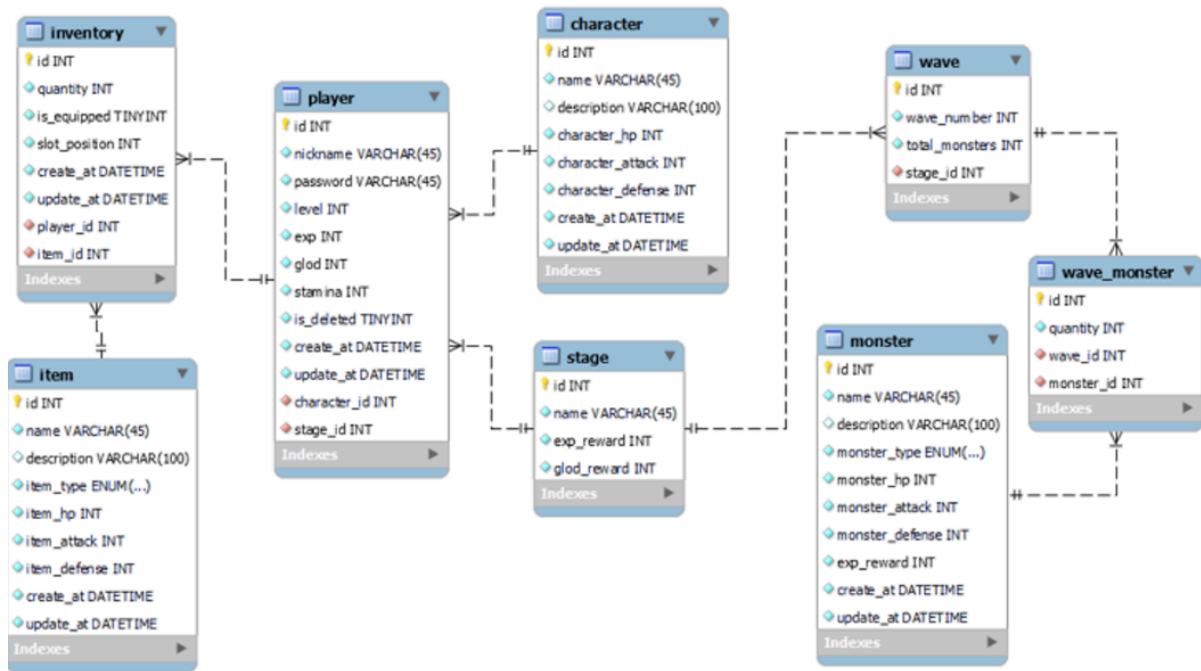 inventory
id INT
quantity INT
is_equipped TINYINT
slot_position INT
create_at DATETIME
update_at DATETIME
player_id INT
item_id INT
Indexes
item
id INT
name VARCHAR(45)
description VARCHAR(100)
item_type ENUM(...)
item_hp INT
item_attack INT
item_defense INT
create_at DATETIME
update_at DATETIME
Indexes
player
id INT
nickname VARCHAR(45)
password VARCHAR(45)
level INT
exp INT
glod INT
stamina INT
is_deleted TINYINT
create_at DATETIME
update_at DATETIME
character_id INT
stage_id INT
Indexes
character
id INT
name VARCHAR(45)
description VARCHAR(100)
character_hp INT
character_attack INT
character_defense INT
create_at DATETIME
update_at DATETIME
Indexes
stage
id INT
name VARCHAR(45)
exp_reward INT
glod_reward INT
Indexes
wave
id INT
wave_number INT
total_monsters INT
stage_id INT
Indexes
monster
id INT
name VARCHAR(45)
description VARCHAR(100)
monster_type ENUM(...)
monster_hp INT
monster_attack INT
monster_defense INT
exp_reward INT
create_at DATETIME
update_at DATETIME
Indexes
wave_monster
id INT
quantity INT
wave_id INT
monster_id INT
Indexes